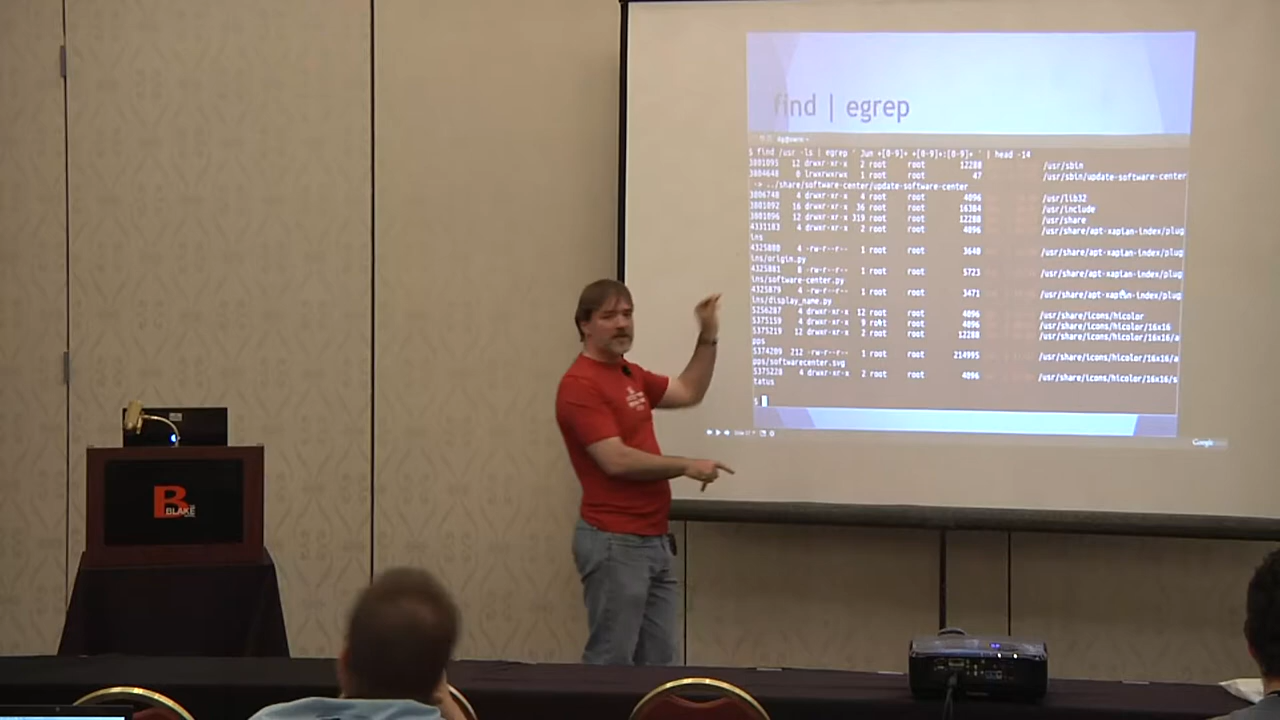 find | egrep
$ find /usr -ls | egrep ' Jun +[0-9]+ +[0-9]+:[0-9]+ ' | head -14
3801095 12 drwxr-xr-x 2 root root 12288 /usr/sbin
3804648 0 lrwxrwxrwx 1 root root 47 /usr/sbin/update-software-center
-> ../share/software-center/update-software-center
3806748 4 drwxr-xr-x 4 root root 4096 /usr/lib32
3801092 16 drwxr-xr-x 36 root root 16384 /usr/include
3801096 12 drwxr-xr-x 319 root root 12288 /usr/share
4331183 4 drwxr-xr-x 2 root root 4096 /usr/share/apt-xapian-index/plug
ins
4325880 4 -rw-r--r-- 1 root root 3648 /usr/share/apt-xapian-index/plug
ins/origin.py
4325881 8 -rw-r--r-- 1 root root 5723 /usr/share/apt-xapian-index/plug
ins/software-center.py
4325879 4 -rw-r--r-- 1 root root 3471 /usr/share/apt-xapian-index/plug
ins/display_name.py
5256287 4 drwxr-xr-x 12 root root 4096 /usr/share/icons/hicolor
5375159 4 drwxr-xr-x 9 root root 4096 /usr/share/icons/hicolor/16x16
5375219 12 drwxr-xr-x 2 root root 12288 /usr/share/icons/hicolor/16x16/a
pps
5374209 212 -rw-r--r-- 1 root root 214995 /usr/share/icons/hicolor/16x16/a
pps/softwarecenter.svg
5375220 4 drwxr-xr-x 2 root root 4096 /usr/share/icons/hicolor/16x16/s
tatus
$
Google
B
BLAKE